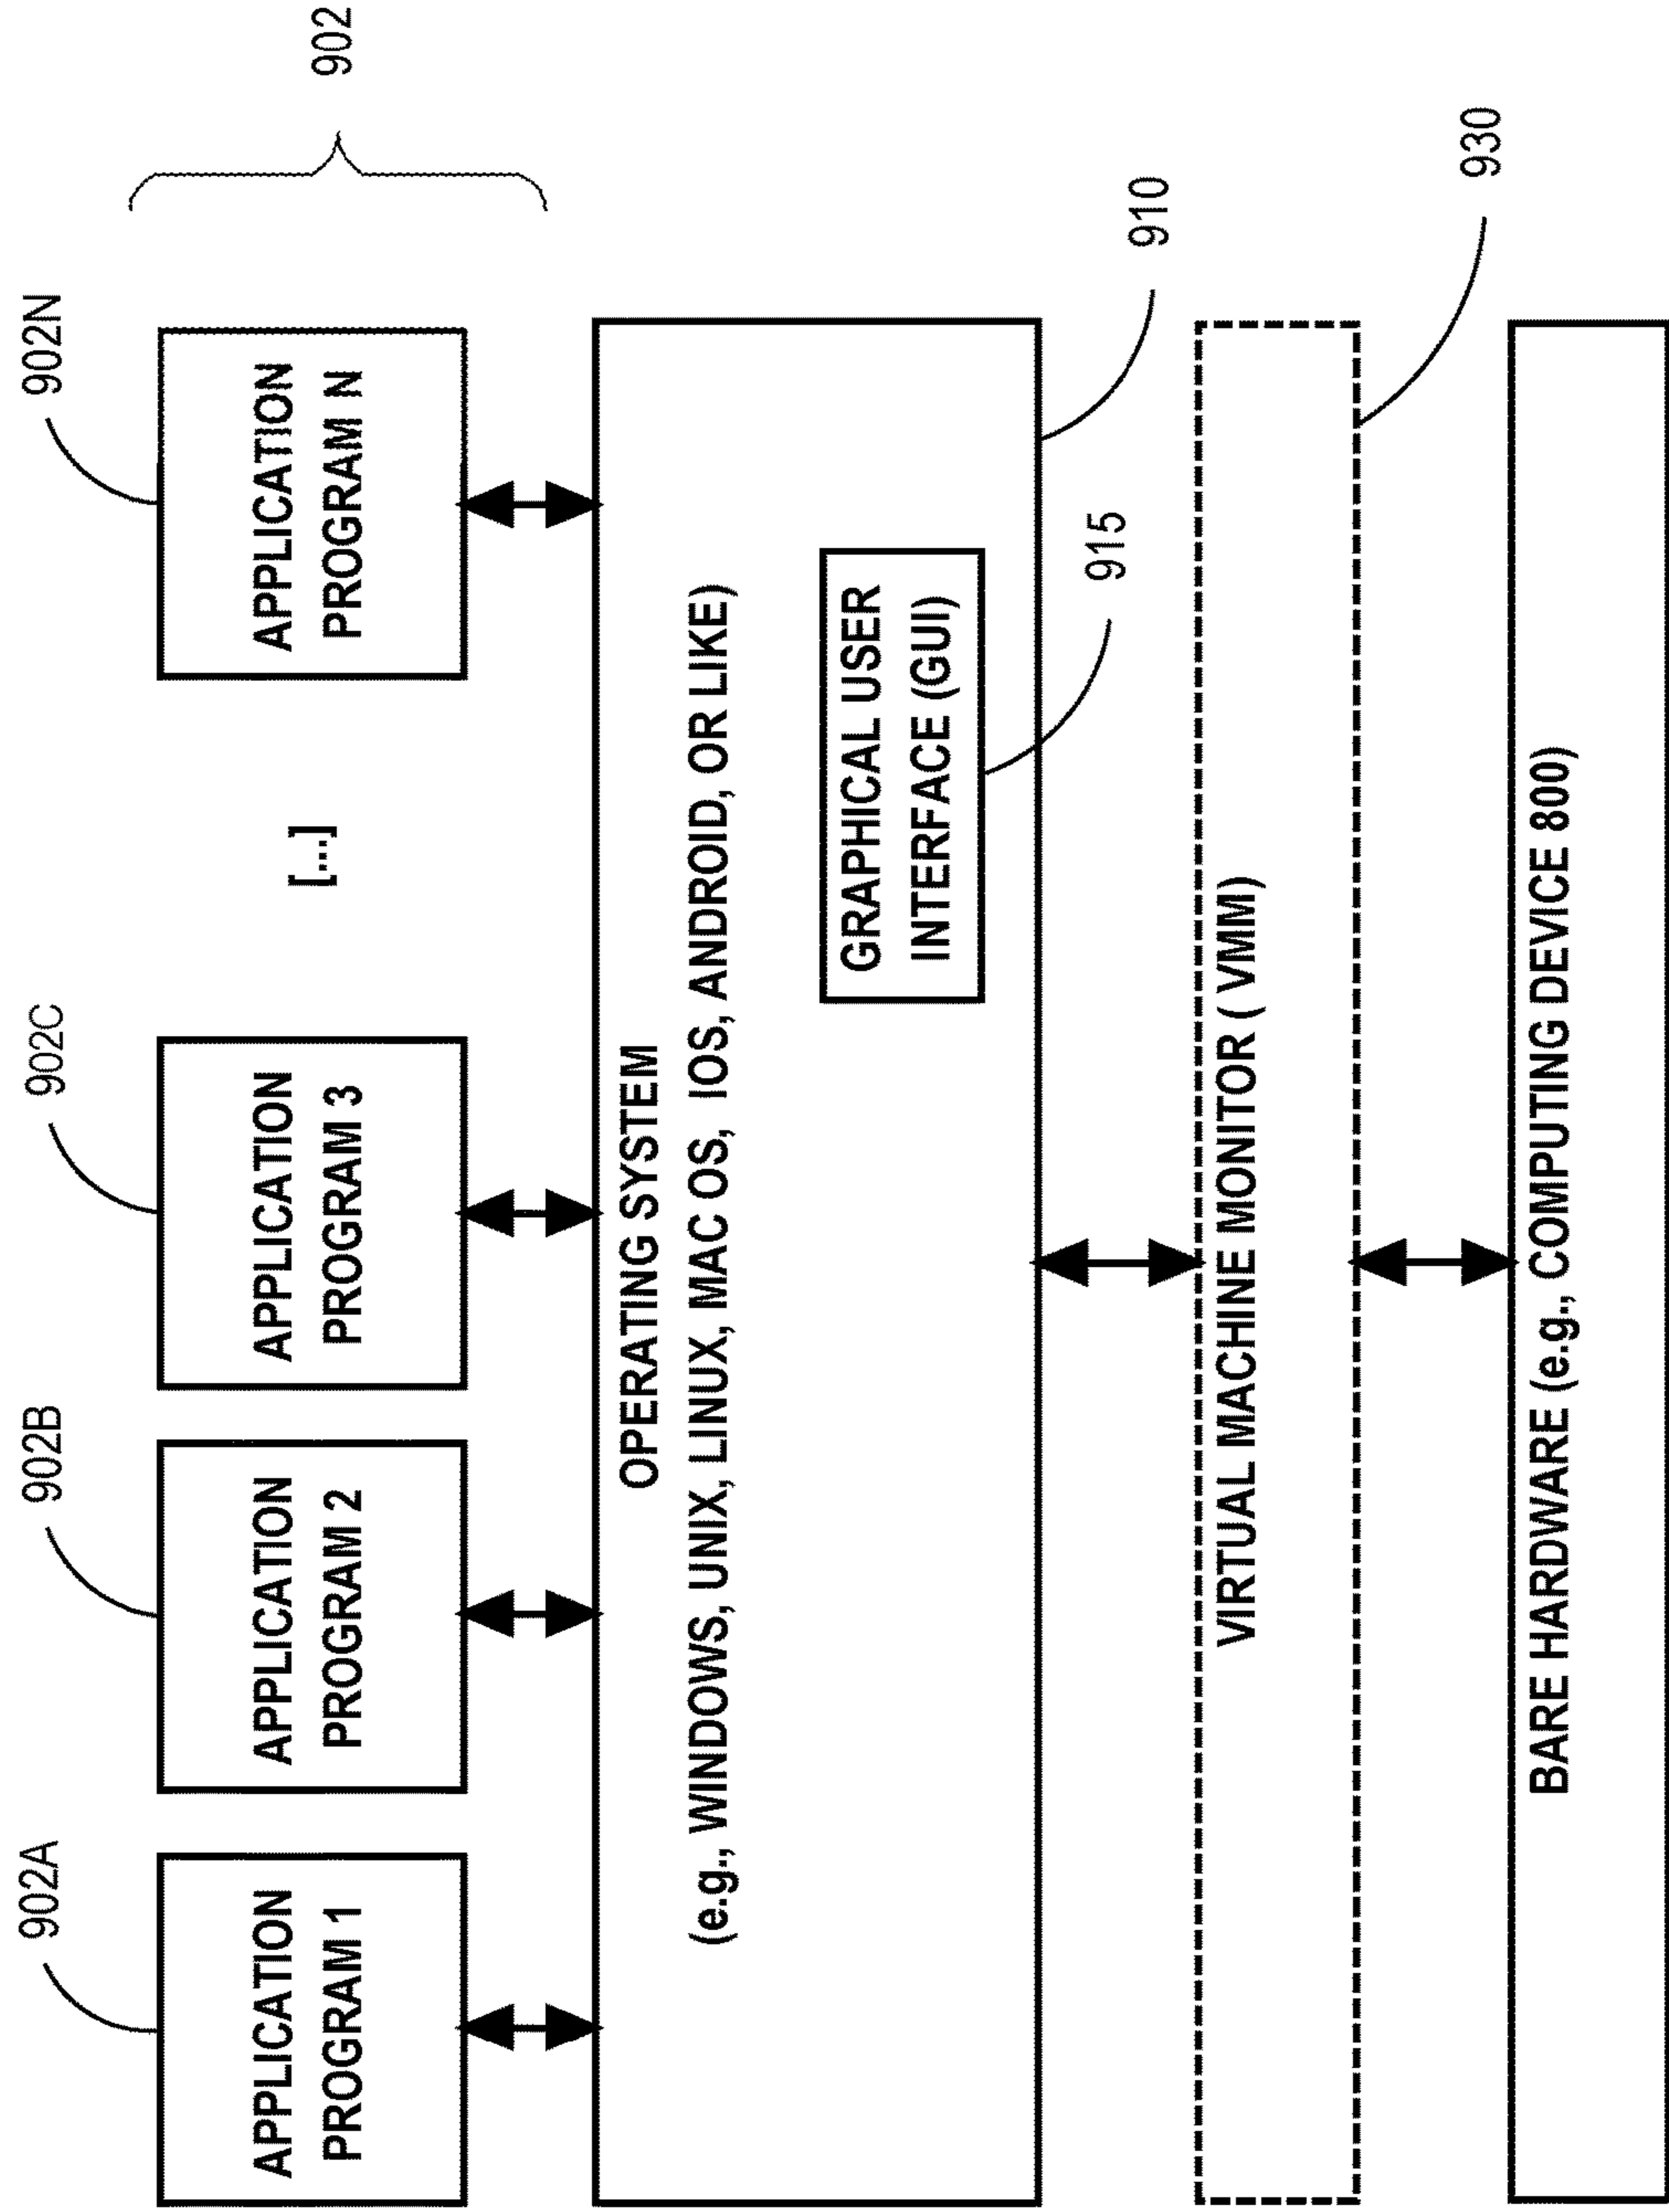 902
902A
902B
902C
902N
APPLICATION
PROGRAM 1
APPLICATION
PROGRAM 2
APPLICATION
PROGRAM 3
[...]
APPLICATION
PROGRAM N
OPERATING SYSTEM
(e.g., WINDOWS, UNIX, LINUX, MAC OS, IOS, ANDROID, OR LIKE)
GRAPHICAL USER
INTERFACE (GUI)
915
910
VIRTUAL MACHINE MONITOR ( VMM)
930
BARE HARDWARE (e.g., COMPUTING DEVICE 800)